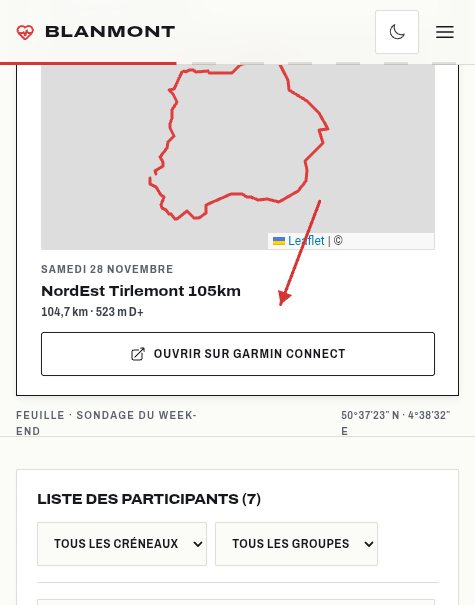 BLANMONT
Leaflet | ©
SAMEDI 28 NOVEMBRE
NordEst Tirlemont 105km
104,7 km · 523 m D+
OUVRIR SUR GARMIN CONNECT
FEUILLE · SONDAGE DU WEEK-
END
50°37'23" N · 4°38'32"
E
LISTE DES PARTICIPANTS (7)
TOUS LES CRÉNEAUX
TOUS LES GROUPES